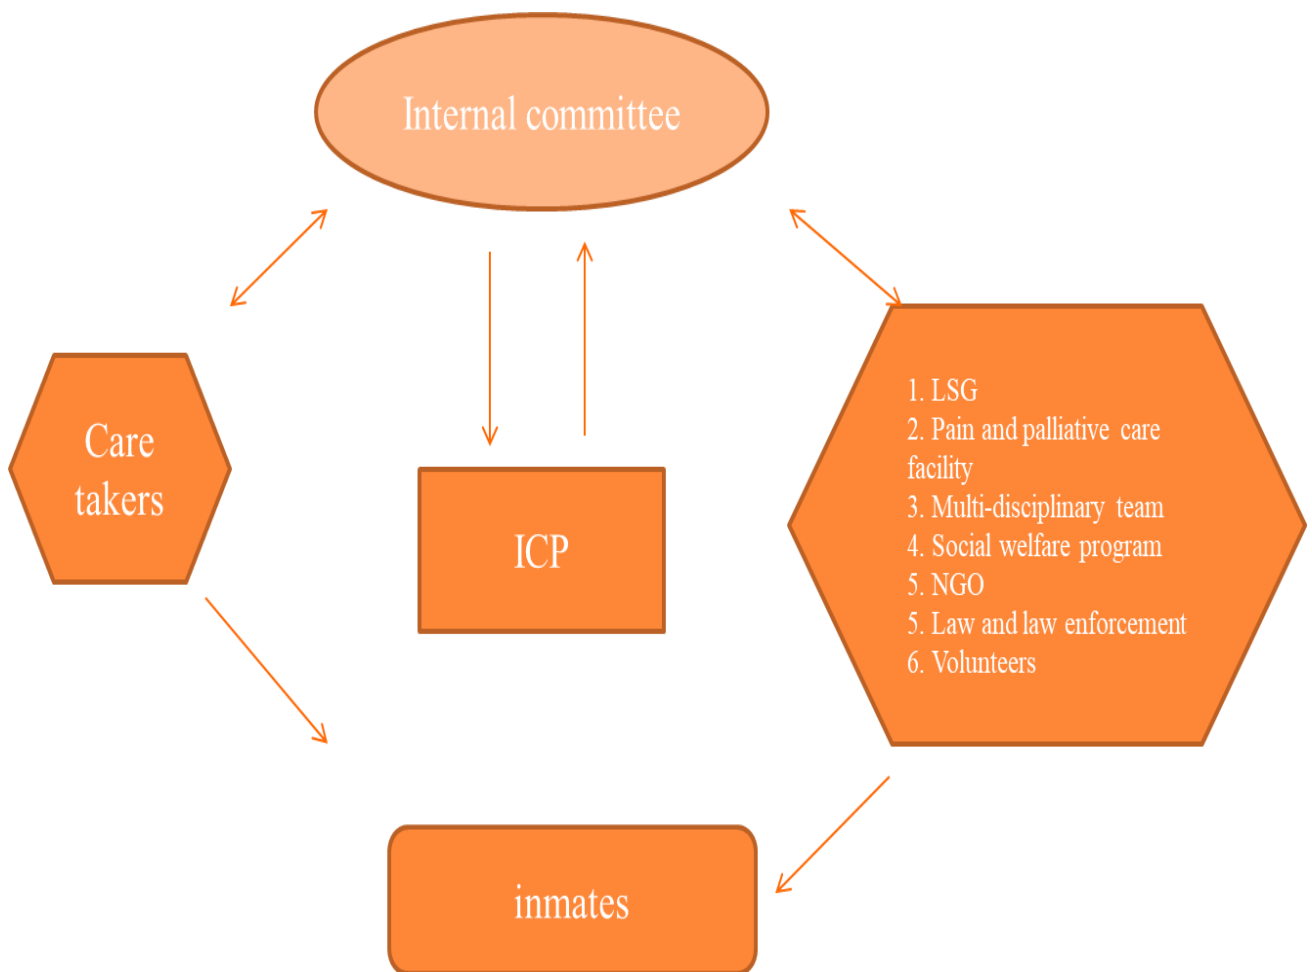 Internal committee
Care
takers
ICP
1. LSG
2. Pain and palliative care
facility
3. Multi-disciplinary team
4. Social welfare program
5. NGO
5. Law and law enforcement
6. Volunteers
inmates